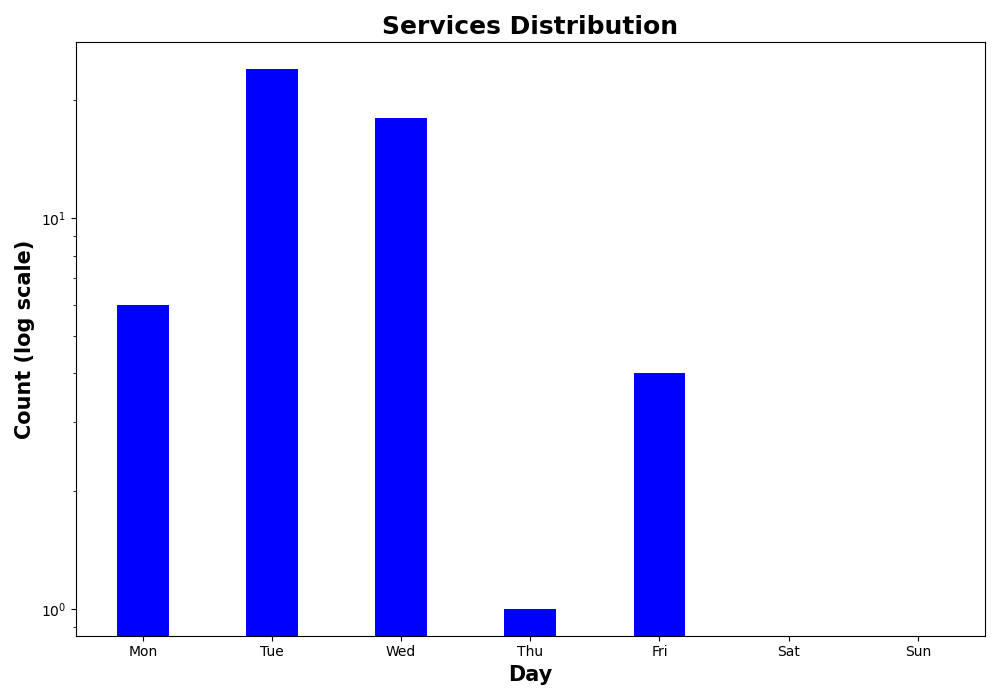 Services Distribution
Count (log scale)
10¹
10⁰
Mon Tue Wed Thu Fri Sat Sun
Day